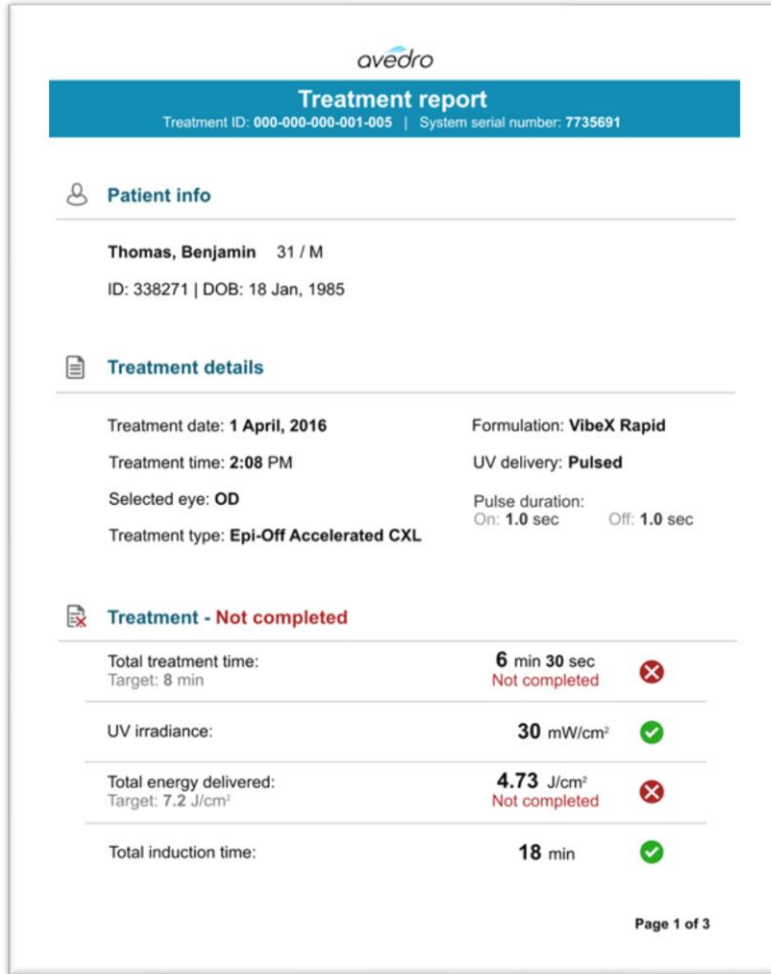 avedro
Treatment report
Treatment ID: 000-000-000-001-005 | System serial number: 7735691
Patient info
Thomas, Benjamin 31 / M
ID: 338271 | DOB: 18 Jan, 1985
Treatment details
Treatment date: 1 April, 2016
Treatment time: 2:08 PM
Selected eye: OD
Treatment type: Epi-Off Accelerated CXL
Formulation: VibeX Rapid
UV delivery: Pulsed
Pulse duration:
On: 1.0 sec Off: 1.0 sec
Treatment - Not completed
Total treatment time: 6 min 30 sec
Target: 8 min Not completed
UV irradiance: 30 mW/cm²
Total energy delivered: 4.73 J/cm²
Target: 7.2 J/cm² Not completed
Total induction time: 18 min
Page 1 of 3